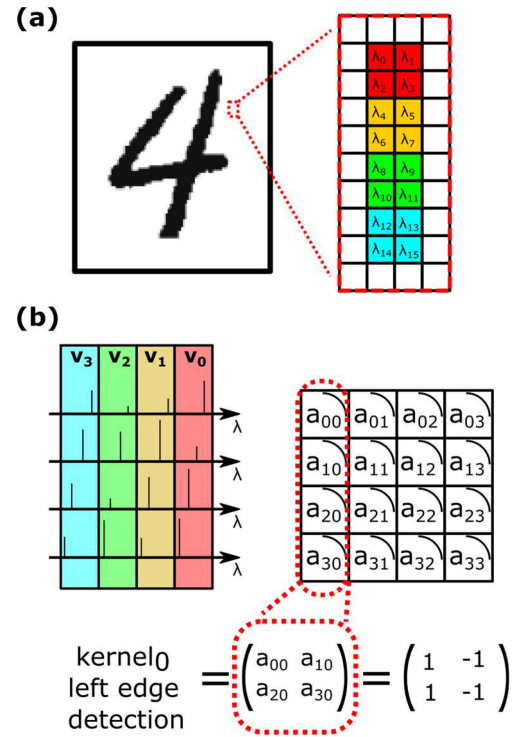 (a)
4
λ₀ λ₁
λ₂ λ₃
λ₄ λ₅
λ₆ λ₇
λ₈ λ₉
λ₁₀ λ₁₁
λ₁₂ λ₁₃
λ₁₄ λ₁₅
(b)
v₃ v₂ v₁ v₀
λ
λ
λ
λ
a₀₀ a₀₁ a₀₂ a₀₃
a₁₀ a₁₁ a₁₂ a₁₃
a₂₀ a₂₁ a₂₂ a₂₃
a₃₀ a₃₁ a₃₂ a₃₃
kernel₀
left edge
detection
= ( a₀₀ a₁₀
a₂₀ a₃₀ )
= ( 1 -1
1 -1 )